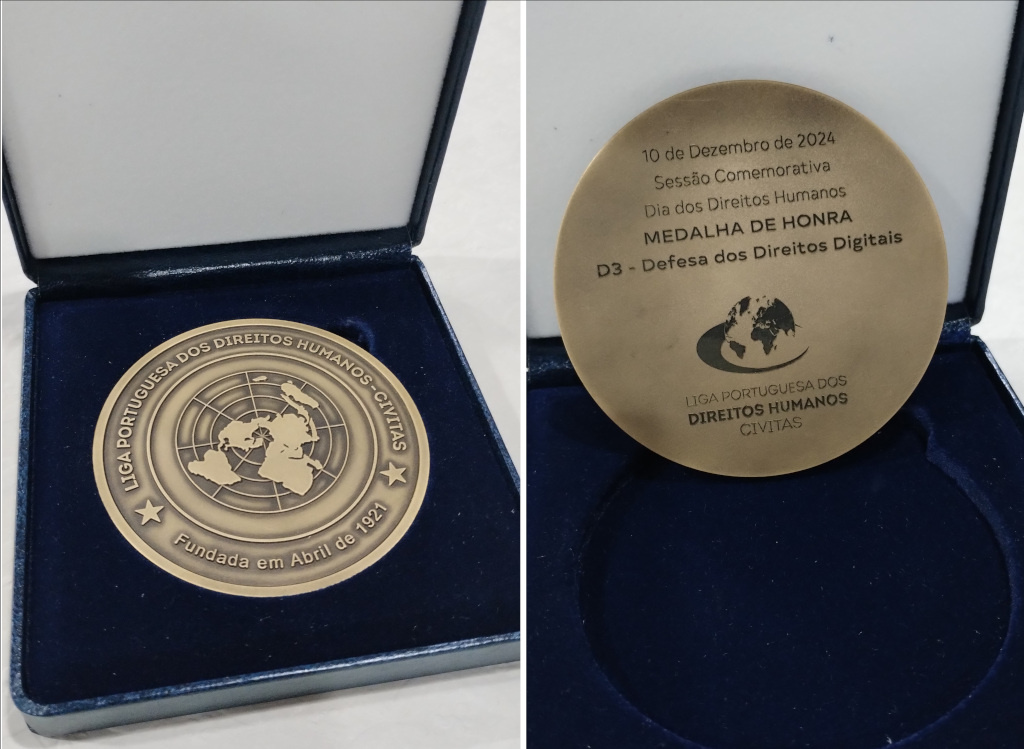 LIGA PORTUGUESA DOS DIREITOS HUMANOS - CIVITAS
Fundada em Abril de 1921
10 de Dezembro de 2024
Sessão Comemorativa
Dia dos Direitos Humanos
MEDALHA DE HONRA
D3 - Defesa dos Direitos Digitais
LIGA PORTUGUESA DOS
DIREITOS HUMANOS
CIVITAS